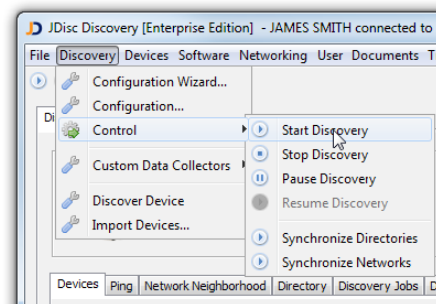 JDisc Discovery [Enterprise Edition] - JAMES SMITH connected to
File Discovery Devices Software Networking User Documents T
Configuration Wizard...
Configuration...
Control
Start Discovery
Stop Discovery
Pause Discovery
Resume Discovery
Synchronize Directories
Synchronize Networks
Custom Data Collectors
Discover Device
Import Devices...
Di
Devices Ping Network Neighborhood Directory Discovery Jobs D